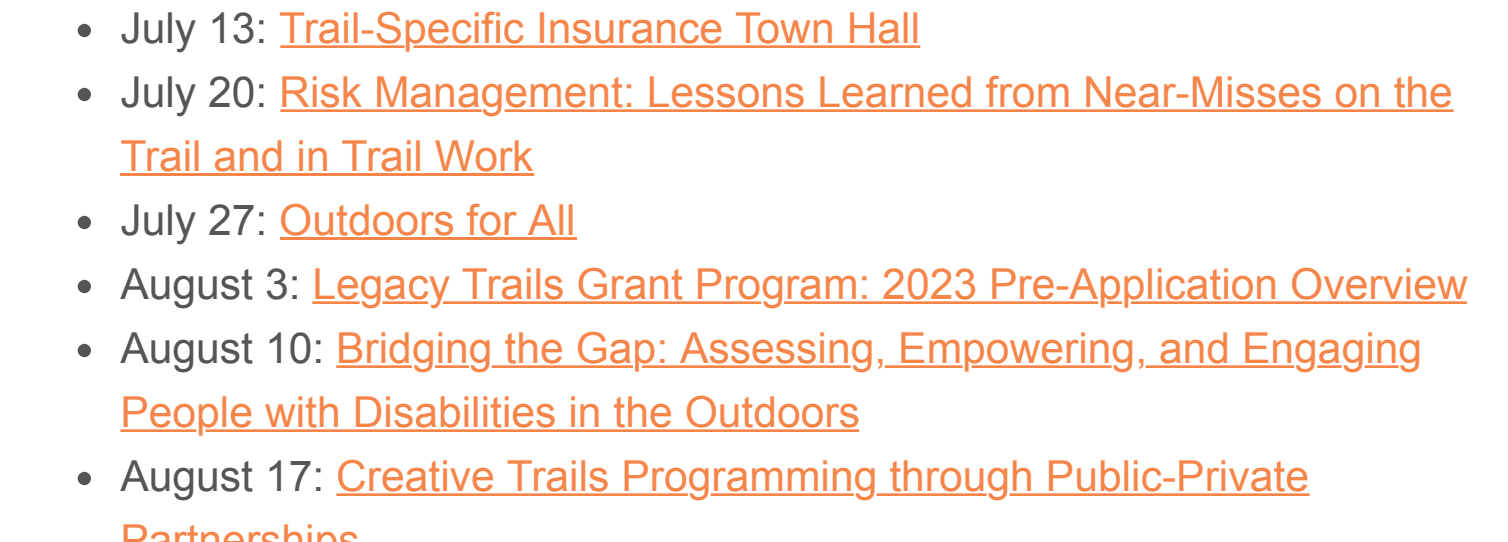 • July 13: Trail-Specific Insurance Town Hall
• July 20: Risk Management: Lessons Learned from Near-Misses on the
Trail and in Trail Work
• July 27: Outdoors for All
• August 3: Legacy Trails Grant Program: 2023 Pre-Application Overview
• August 10: Bridging the Gap: Assessing, Empowering, and Engaging
People with Disabilities in the Outdoors
• August 17: Creative Trails Programming through Public-Private
Partnerships